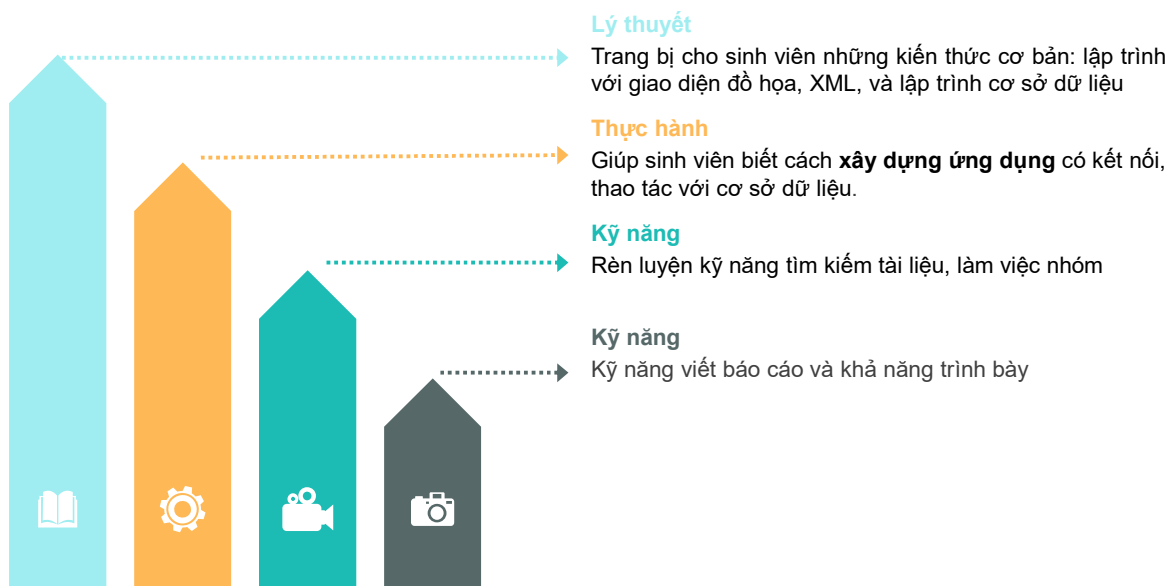 Lý thuyết
Trang bị cho sinh viên những kiến thức cơ bản: lập trình
với giao diện đồ họa, XML, và lập trình cơ sở dữ liệu
Thực hành
Giúp sinh viên biết cách xây dựng ứng dụng có kết nối,
thao tác với cơ sở dữ liệu.
Kỹ năng
Rèn luyện kỹ năng tìm kiếm tài liệu, làm việc nhóm
Kỹ năng
Kỹ năng viết báo cáo và khả năng trình bày